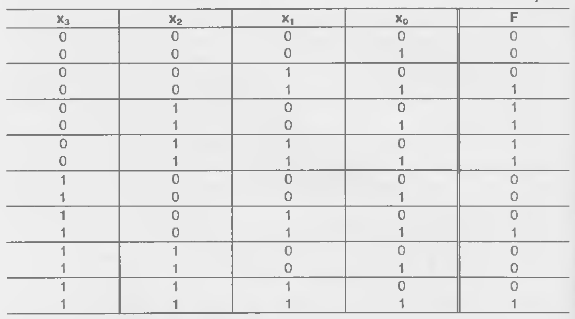 X₃ X₂ X₁ X₀ F
0 0 0 0 0
0 0 0 1 0
0 0 1 0 0
0 0 1 1 1
0 1 0 0 1
0 1 0 1 1
0 1 1 0 1
0 1 1 1 1
1 0 0 0 0
1 0 0 1 0
1 0 1 0 0
1 0 1 1 1
1 1 0 0 0
1 1 0 1 0
1 1 1 0 0
1 1 1 1 1